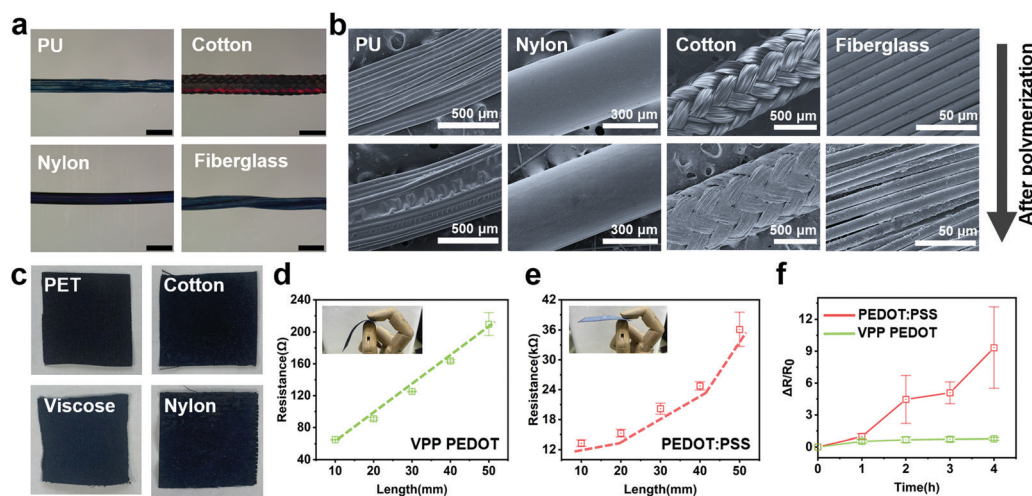 a
PU
Cotton
Nylon
Fiberglass
b
PU
Nylon
Cotton
Fiberglass
500 μm
300 μm
500 μm
50 μm
500 μm
300 μm
500 μm
50 μm
After polymerization
c
PET
Cotton
Viscose
Nylon
d
Resistance(Ω)
240
200
160
120
80
40
0
10 20 30 40 50
Length(mm)
VPP PEDOT
e
Resistance(kΩ)
42
36
30
24
18
12
10 20 30 40 50
Length(mm)
PEDOT:PSS
f
PEDOT:PSS
VPP PEDOT
ΔR/R0
12
9
6
3
0
0 1 2 3 4
Time(h)